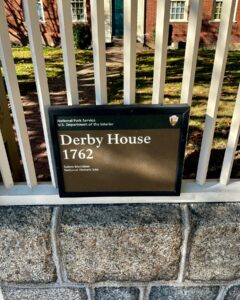 National Park Service
U.S. Department of the Interior
Derby House
1762
Salem Maritime
National Historic Site